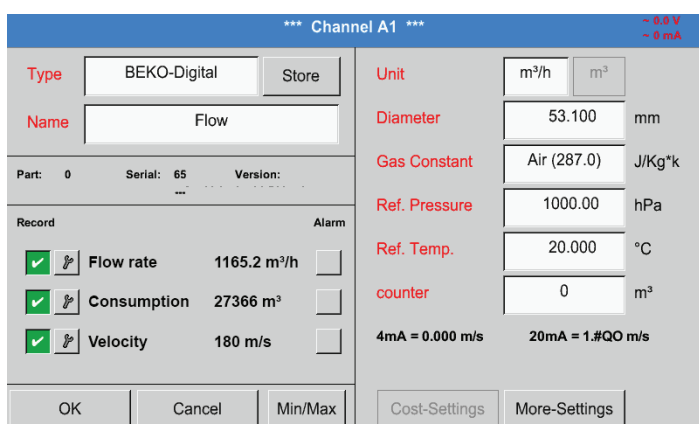 *** Channel A1 ***
~ 0.0 V
~ 0 mA
Type BEKO-Digital Store
Name Flow
Part: 0 Serial: 65 Version:
---
Record Alarm
Flow rate 1165.2 m³/h
Consumption 27366 m³
Velocity 180 m/s
OK Cancel Min/Max
Unit m³/h m³
Diameter 53.100 mm
Gas Constant Air (287.0) J/Kg*k
Ref. Pressure 1000.00 hPa
Ref. Temp. 20.000 °C
counter 0 m³
4mA = 0.000 m/s 20mA = 1.#QO m/s
Cost-Settings More-Settings